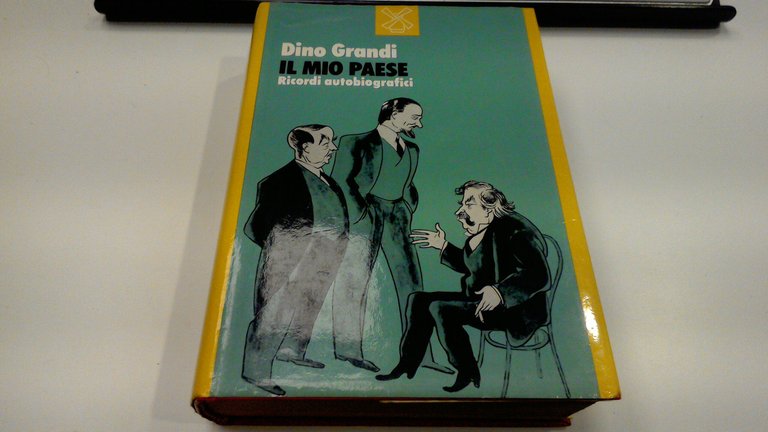 Dino Grandi
IL MIO PAESE
Ricordi autobiografici